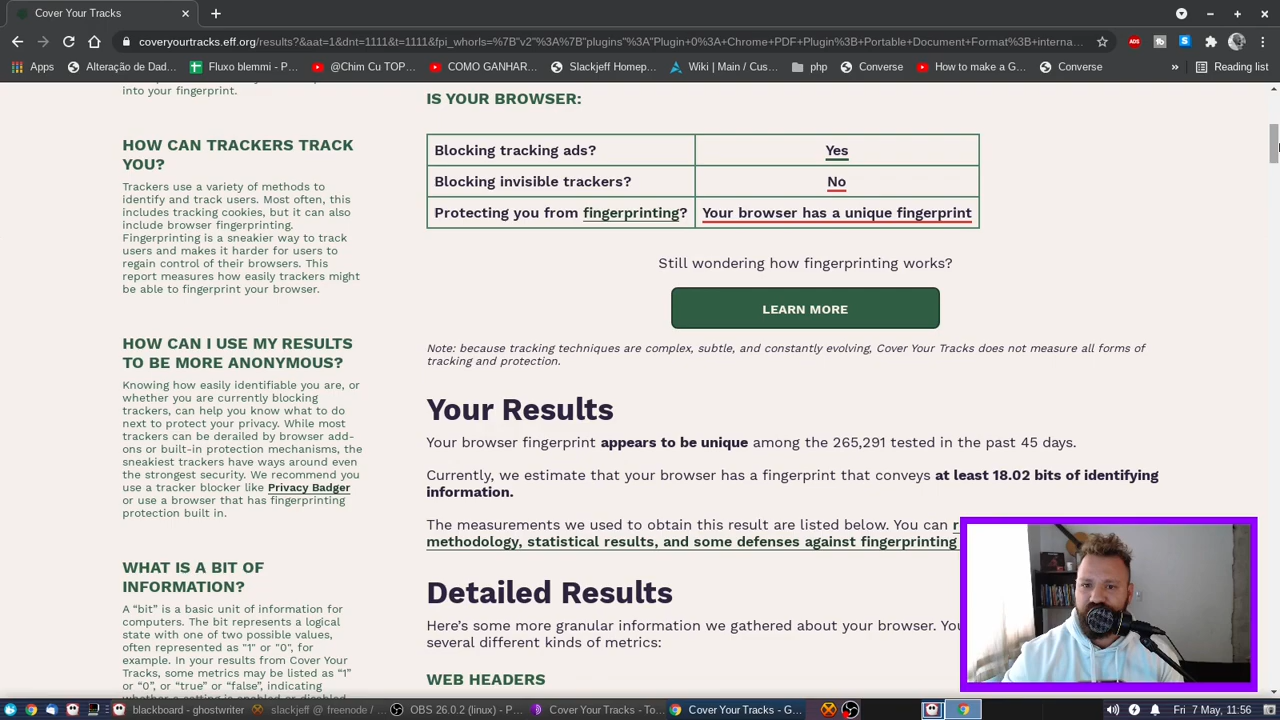 Cover Your Tracks
coveryourtracks.eff.org/results?&aat=1&dnt=1111&t=1111&fpi_whorls=%7B"v2"%3A%7B"plugins"%3A"Plugin+0%3A+Chrome+PDF+Plugin%3B+Portable+Document+Format%3B+interna...
Apps Alteração de Dad... Fluxo blemmi - P... @Chim Cu TOP... COMO GANHAR... Slackjeff Homep... Wiki | Main / Cus... php Converse How to make a G... Converse » Reading list
into your fingerprint.
HOW CAN TRACKERS TRACK
YOU?
Trackers use a variety of methods to
identify and track users. Most often, this
includes tracking cookies, but it can also
include browser fingerprinting.
Fingerprinting is a sneakier way to track
users and makes it harder for users to
regain control of their browsers. This
report measures how easily trackers might
be able to fingerprint your browser.
HOW CAN I USE MY RESULTS
TO BE MORE ANONYMOUS?
Knowing how easily identifiable you are, or
whether you are currently blocking
trackers, can help you know what to do
next to protect your privacy. While most
trackers can be derailed by browser add-
ons or built-in protection mechanisms, the
sneakiest trackers have ways around even
the strongest security. We recommend you
use a tracker blocker like Privacy Badger
or use a browser that has fingerprinting
protection built in.
WHAT IS A BIT OF
INFORMATION?
A “bit” is a basic unit of information for
computers. The bit represents a logical
state with one of two possible values,
often represented as "1" or "0", for
example. In your results from Cover Your
Tracks, some metrics may be listed as “1”
or “0”, or “true” or “false”, indicating
whether a setting is enabled or disabled
IS YOUR BROWSER:
Blocking tracking ads? Yes
Blocking invisible trackers? No
Protecting you from fingerprinting? Your browser has a unique fingerprint
Still wondering how fingerprinting works?
LEARN MORE
Note: because tracking techniques are complex, subtle, and constantly evolving, Cover Your Tracks does not measure all forms of
tracking and protection.
Your Results
Your browser fingerprint appears to be unique among the 265,291 tested in the past 45 days.
Currently, we estimate that your browser has a fingerprint that conveys at least 18.02 bits of identifying
information.
The measurements we used to obtain this result are listed below. You can r
methodology, statistical results, and some defenses against fingerprinting
Detailed Results
Here’s some more granular information we gathered about your browser. You
several different kinds of metrics:
WEB HEADERS
blackboard - ghostwriter slackjeff @ freenode / ... OBS 26.0.2 (linux) - P... Cover Your Tracks - To... Cover Your Tracks - G... Fri 7 May, 11:56